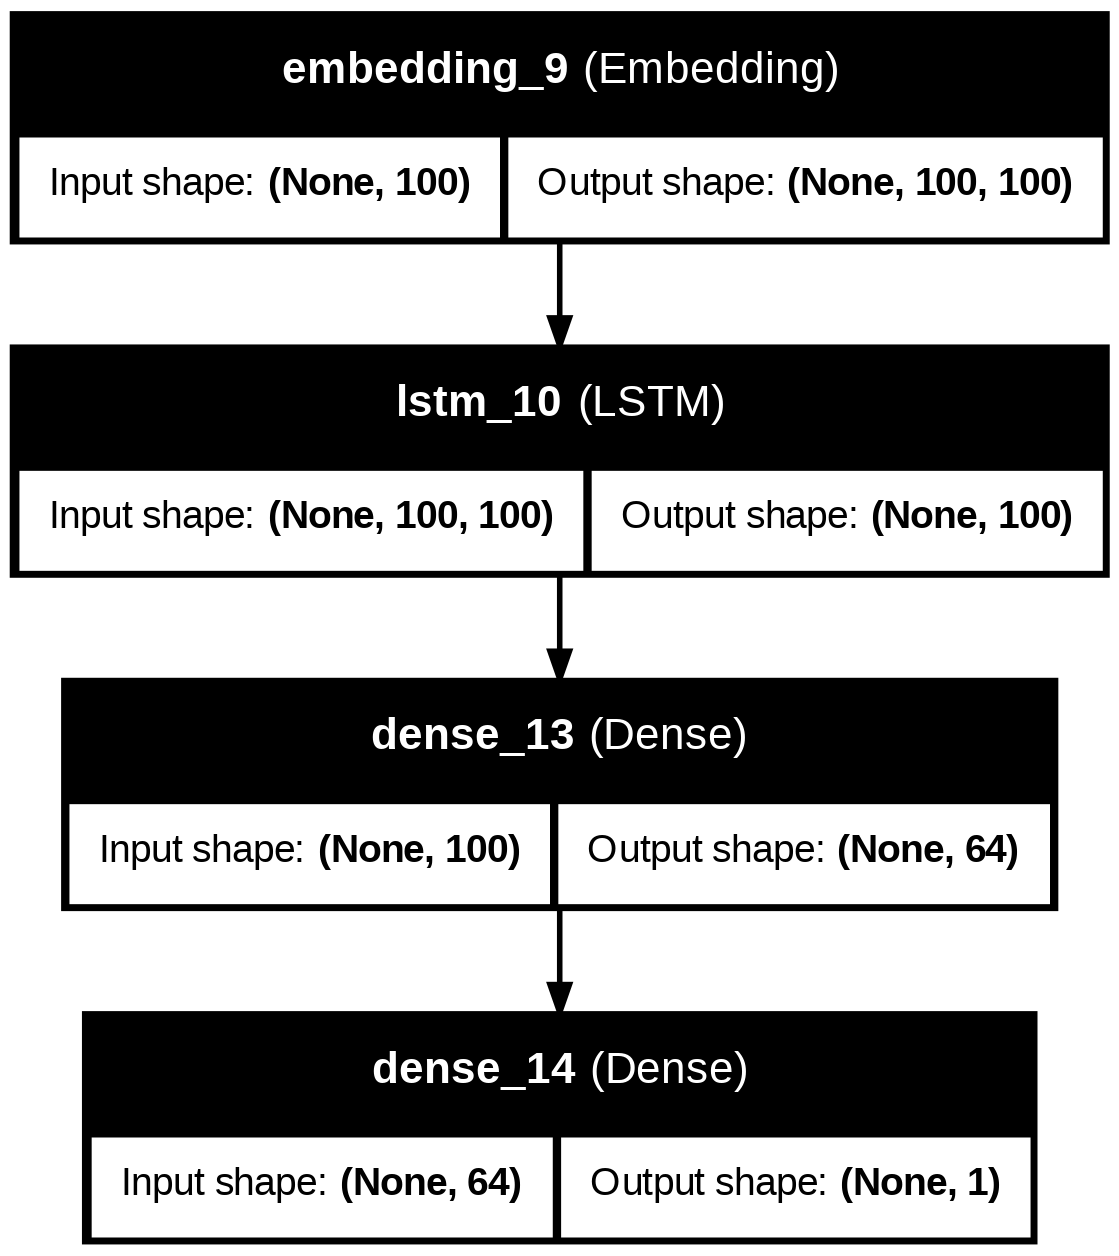 embedding_9 (Embedding)
Input shape: (None, 100)
Output shape: (None, 100, 100)
lstm_10 (LSTM)
Input shape: (None, 100, 100)
Output shape: (None, 100)
dense_13 (Dense)
Input shape: (None, 100)
Output shape: (None, 64)
dense_14 (Dense)
Input shape: (None, 64)
Output shape: (None, 1)